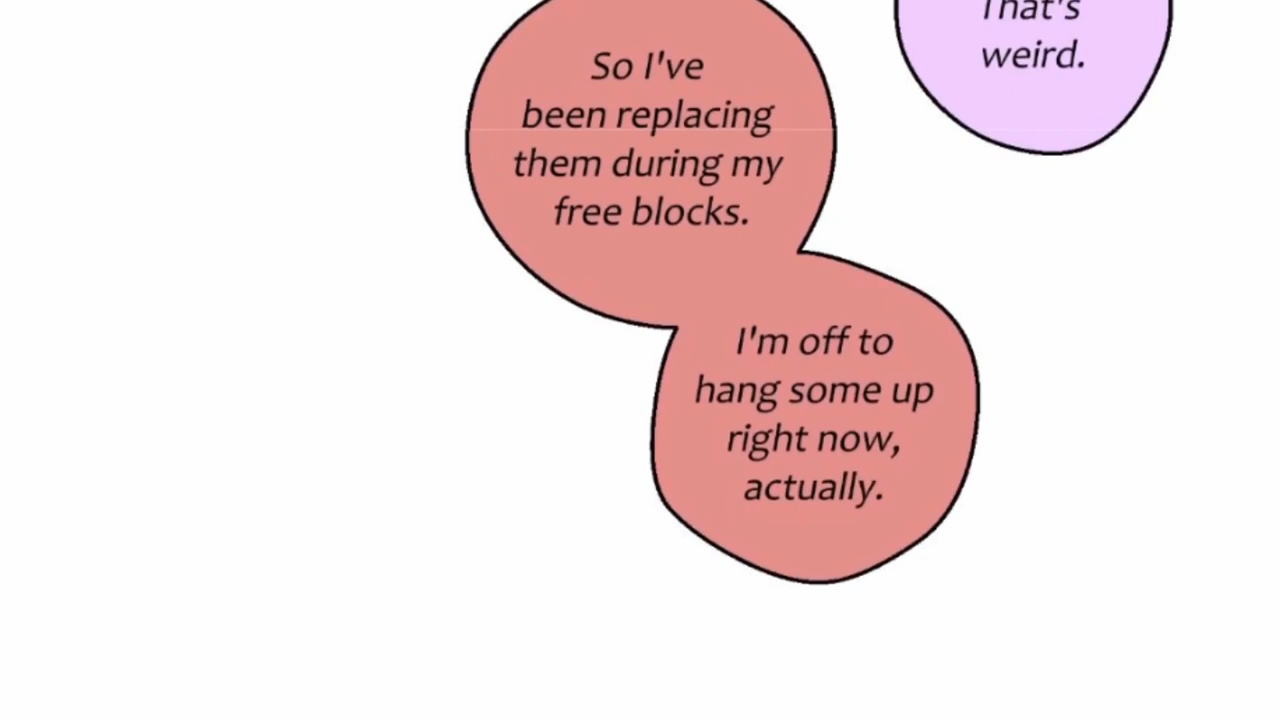 That's
weird.
So I've
been replacing
them during my
free blocks.
I'm off to
hang some up
right now,
actually.